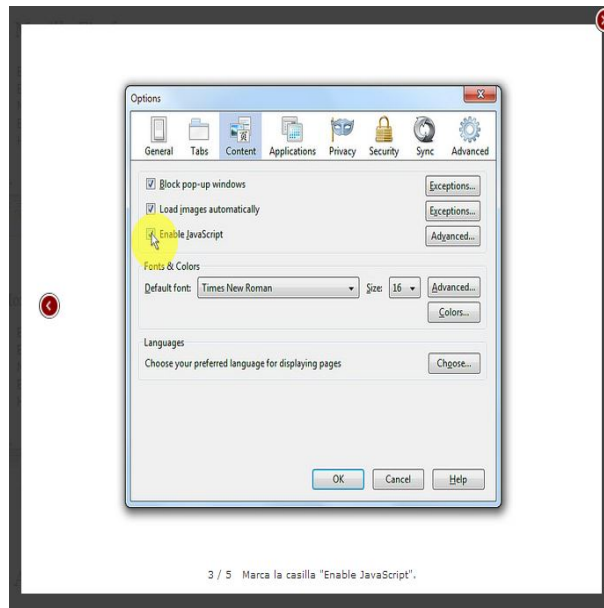 Options
General Tabs Content Applications Privacy Security Sync Advanced
Block pop-up windows Exceptions...
Load images automatically Exceptions...
Enable JavaScript Advanced...
Fonts & Colors
Default font: Times New Roman Size: 16 Advanced...
Colors...
Languages
Choose your preferred language for displaying pages Choose...
OK Cancel Help
3 / 5 Marca la casilla "Enable JavaScript".